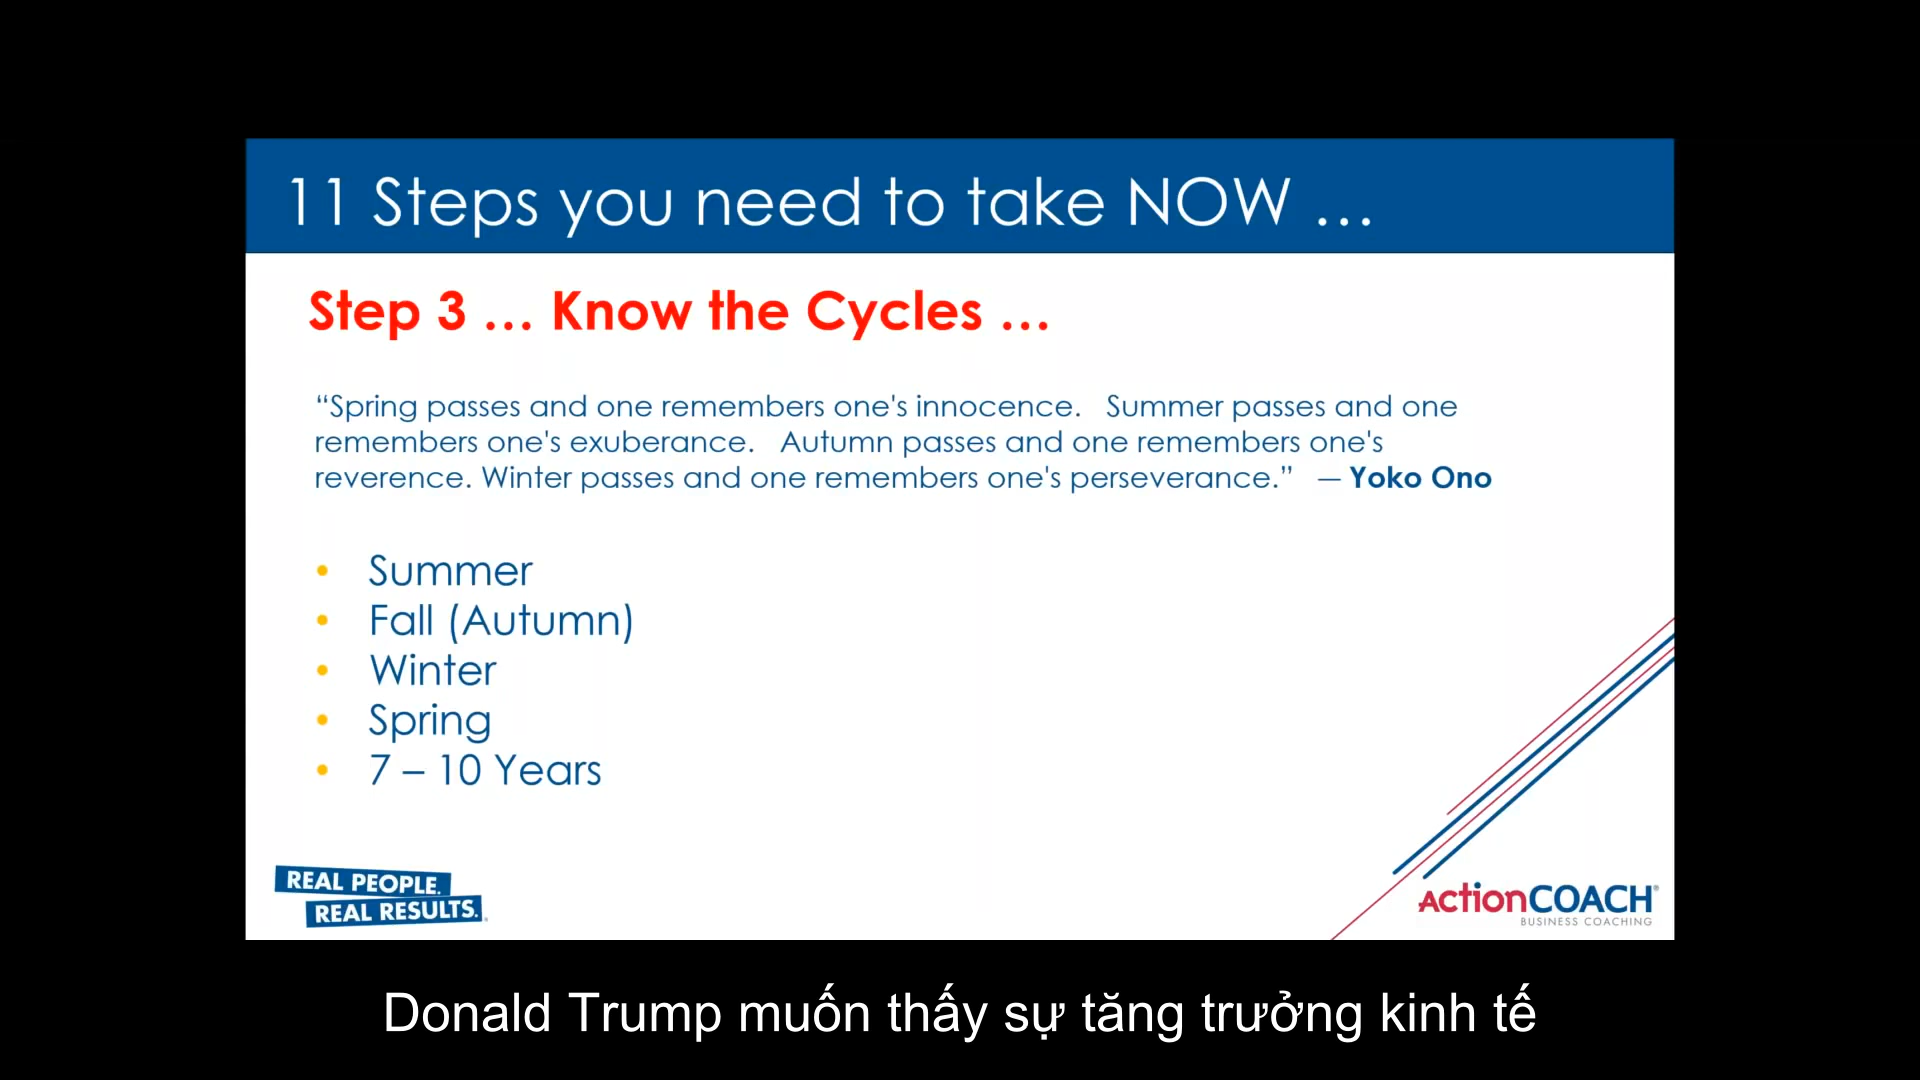 11 Steps you need to take NOW ...
Step 3 ... Know the Cycles ...
“Spring passes and one remembers one's innocence. Summer passes and one
remembers one's exuberance. Autumn passes and one remembers one's
reverence. Winter passes and one remembers one's perseverance.” — Yoko Ono
• Summer
• Fall (Autumn)
• Winter
• Spring
• 7 – 10 Years
REAL PEOPLE.
REAL RESULTS.
ActionCOACH®
BUSINESS COACHING
Donald Trump muốn thấy sự tăng trưởng kinh tế